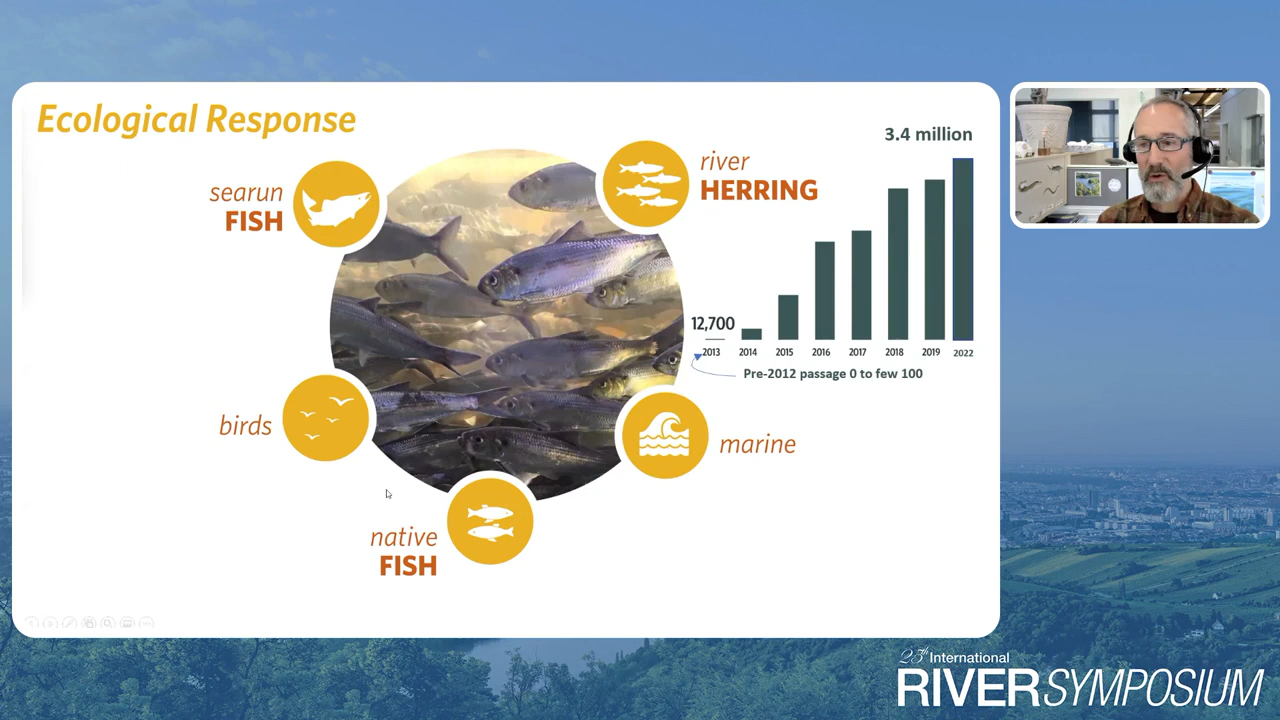 Ecological Response
searun
FISH
river
HERRING
3.4 million
12,700
2013 2014 2015 2016 2017 2018 2019 2022
Pre-2012 passage 0 to few 100
birds
marine
native
FISH
25th International
RIVERSYMPOSIUM